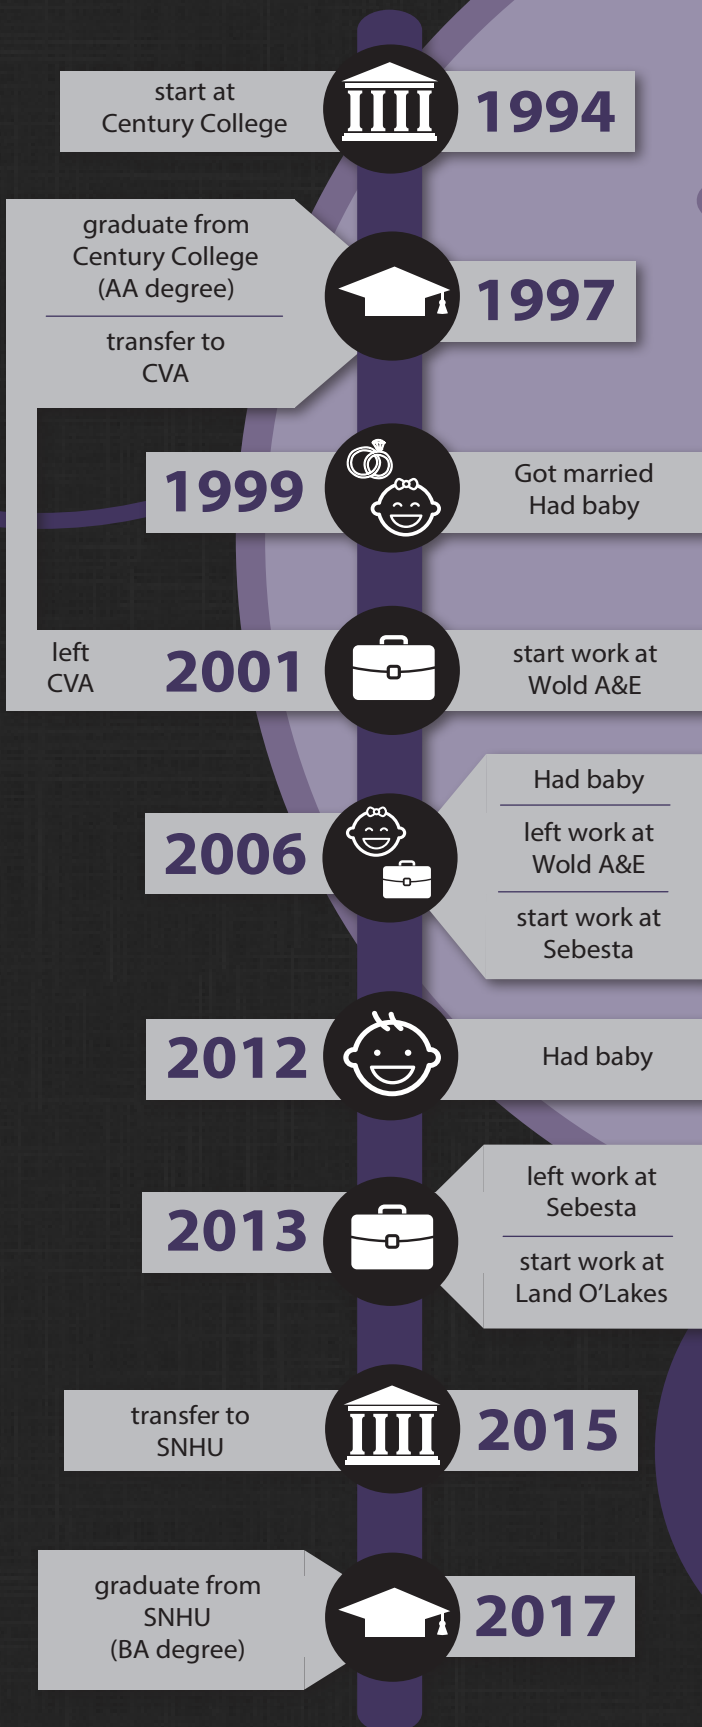 start at
Century College
1994
graduate from
Century College
(AA degree)
transfer to
CVA
1997
1999
Got married
Had baby
left
CVA
2001
start work at
Wold A&E
2006
Had baby
left work at
Wold A&E
start work at
Sebesta
2012
Had baby
2013
left work at
Sebesta
start work at
Land O'Lakes
transfer to
SNHU
2015
graduate from
SNHU
(BA degree)
2017